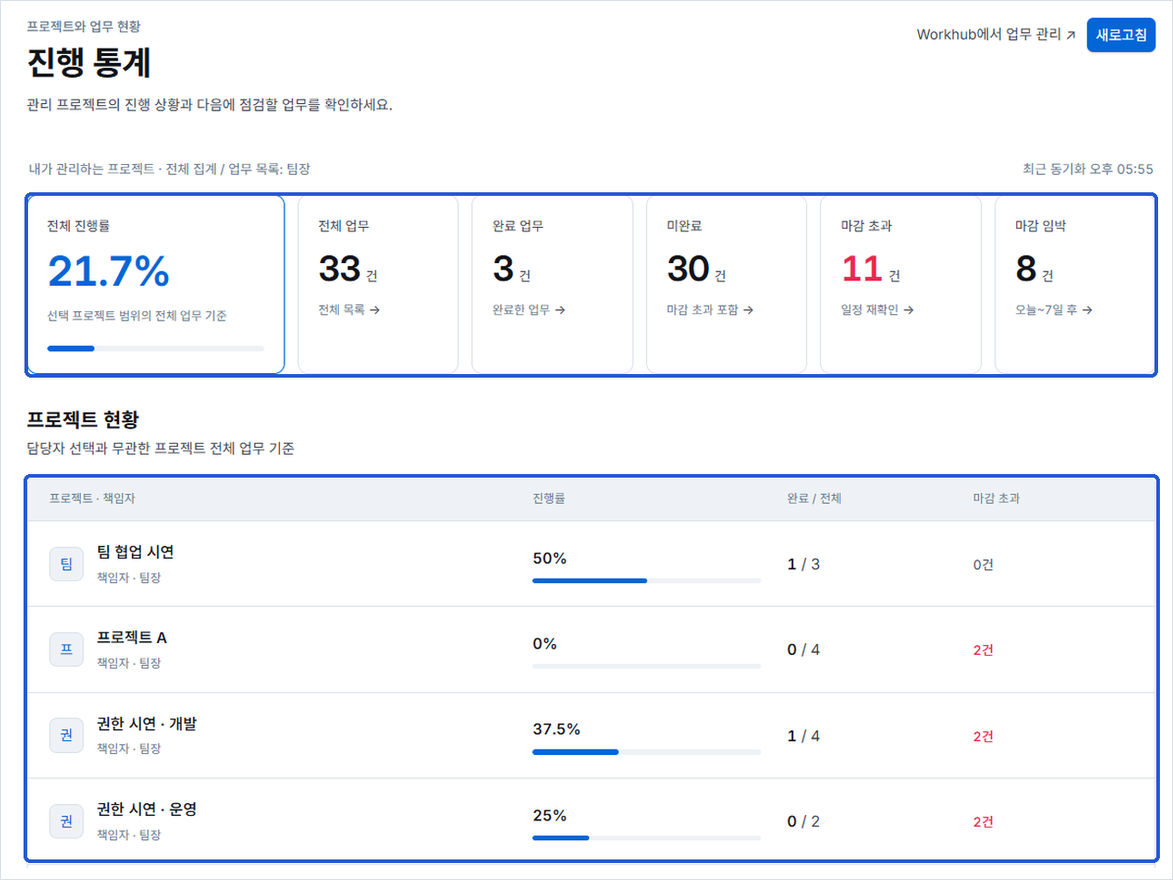 프로젝트와 업무 현황
진행 통계
Workhub에서 업무 관리 ↗ 새로고침
관리 프로젝트의 진행 상황과 다음에 점검할 업무를 확인하세요.
내가 관리하는 프로젝트 · 전체 집계 / 업무 목록: 팀장 최근 동기화 오후 05:55
전체 진행률
21.7%
선택 프로젝트 범위의 전체 업무 기준
전체 업무
33 건
전체 목록 →
완료 업무
3 건
완료한 업무 →
미완료
30 건
마감 초과 포함 →
마감 초과
11 건
일정 재확인 →
마감 임박
8 건
오늘~7일 후 →
프로젝트 현황
담당자 선택과 무관한 프로젝트 전체 업무 기준
프로젝트 · 책임자 진행률 완료 / 전체 마감 초과
팀 팀 협업 시연 50% 1 / 3 0건
책임자 · 팀장
프 프로젝트 A 0% 0 / 4 2건
책임자 · 팀장
권 권한 시연 · 개발 37.5% 1 / 4 2건
책임자 · 팀장
권 권한 시연 · 운영 25% 0 / 2 2건
책임자 · 팀장